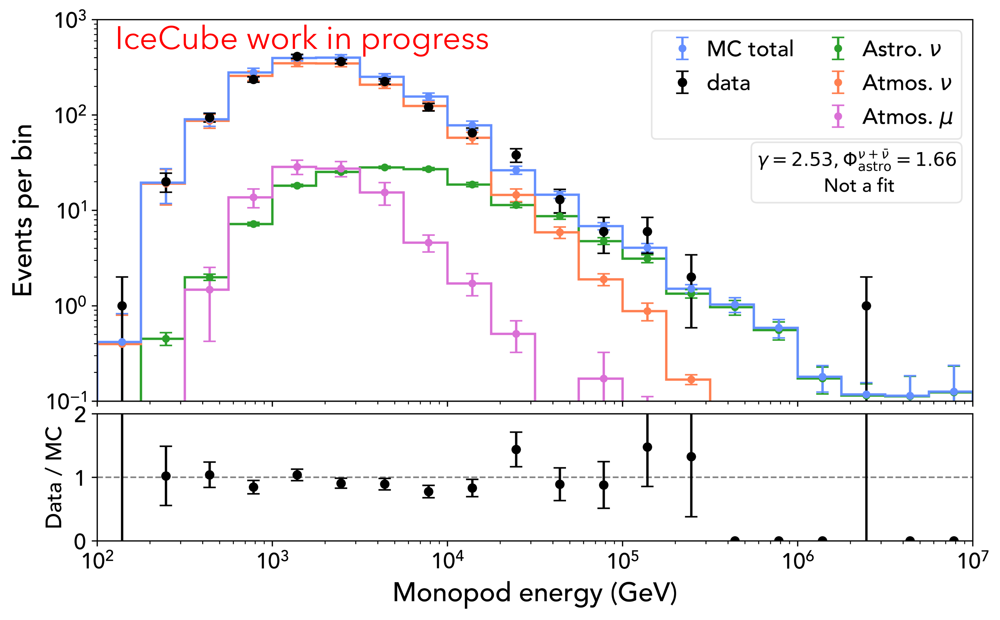 10³
IceCube work in progress
MC total
data
Astro. ν
Atmos. ν
Atmos. μ
γ = 2.53, Φ^{ν + ν̄}_{astro} = 1.66
Not a fit
Events per bin
10²
10¹
10⁰
10⁻¹
2
1
0
Data / MC
10² 10³ 10⁴ 10⁵ 10⁶ 10⁷
Monopod energy (GeV)